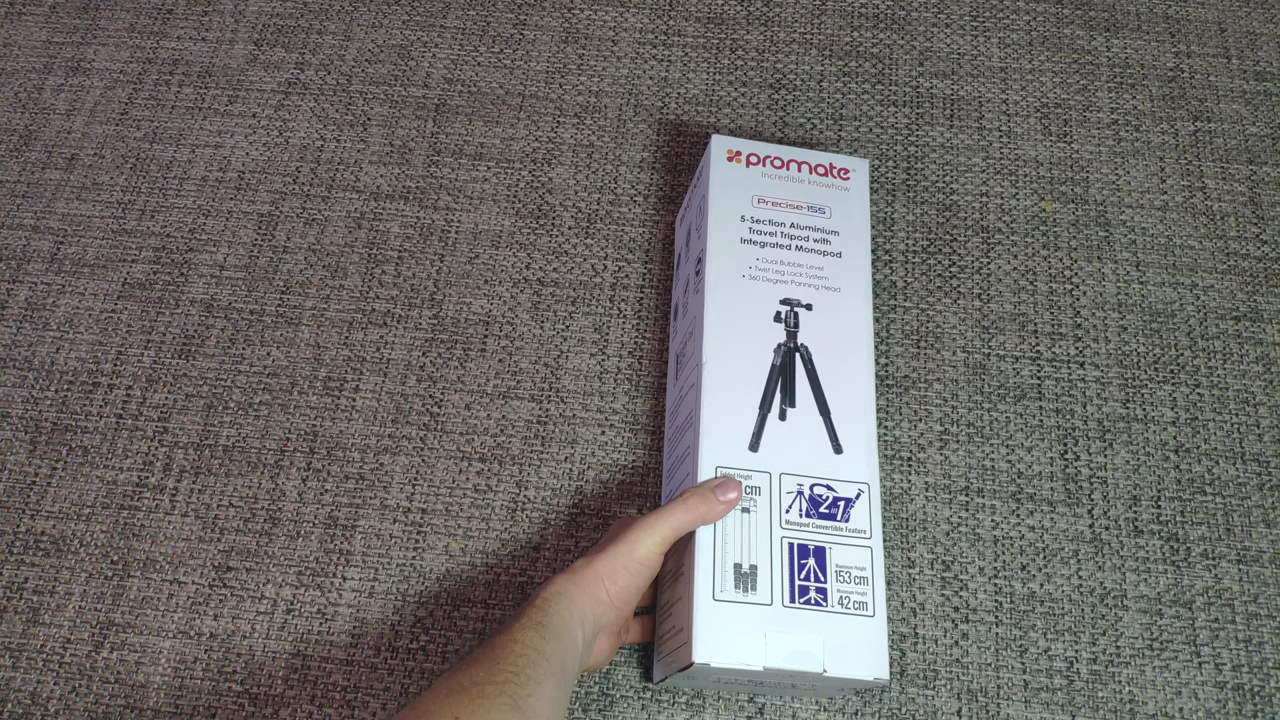 promate
Incredible knowhow
Precise-155
5-Section Aluminium
Travel Tripod with
Integrated Monopod
• Dual Bubble Level
• Twist Leg Lock System
• 360 Degree Panning Head
Folded Height
cm
2 in 1
Monopod Convertible Feature
Maximum Height
153 cm
Minimum Height
42 cm